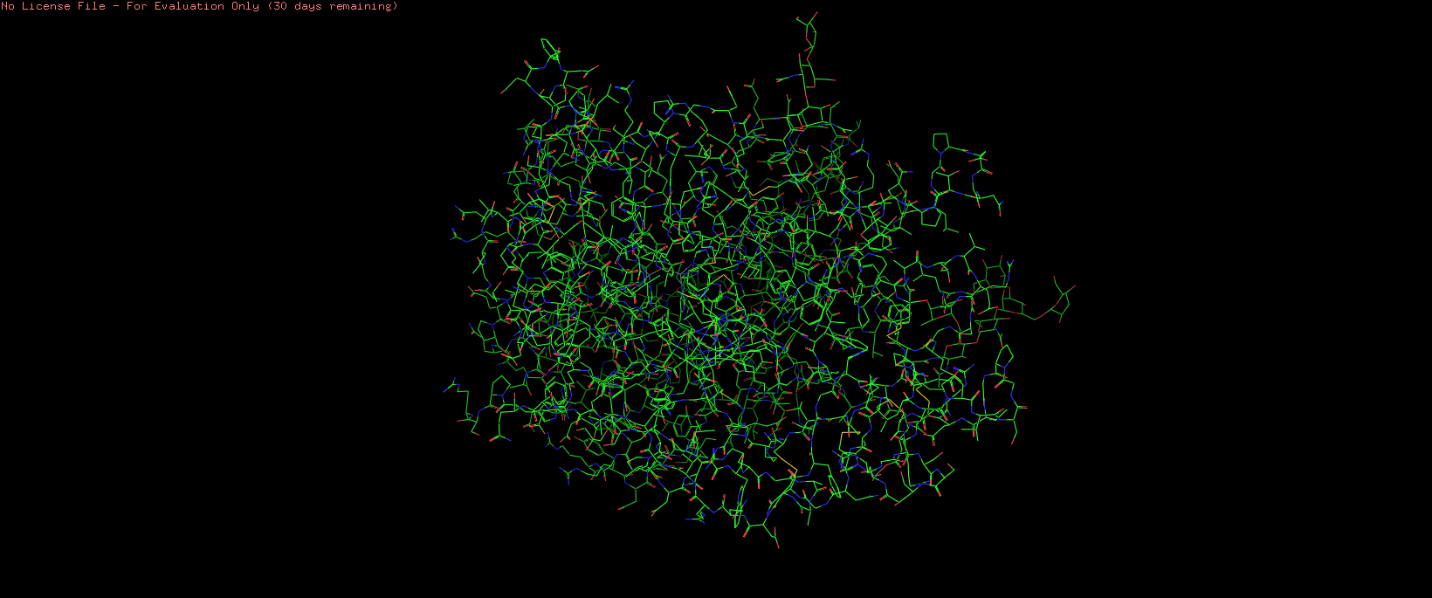 No License File - For Evaluation Only (30 days remaining)